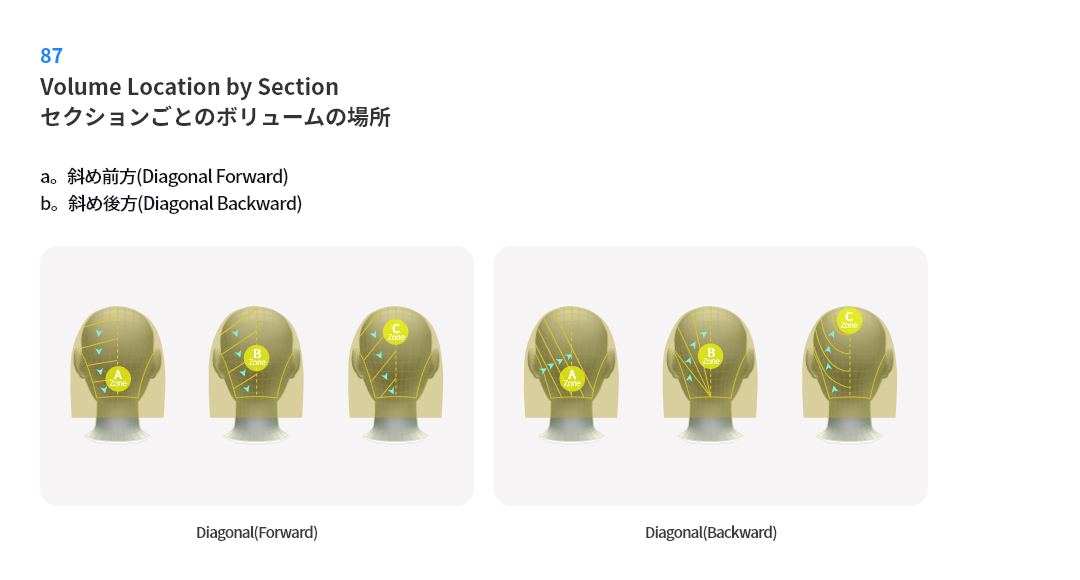 87
Volume Location by Section
セクションごとのボリュームの場所
a。斜め前方(Diagonal Forward)
b。斜め後方(Diagonal Backward)
A
Zone
B
Zone
C
Zone
A
Zone
B
Zone
C
Zone
Diagonal(Forward)
Diagonal(Backward)